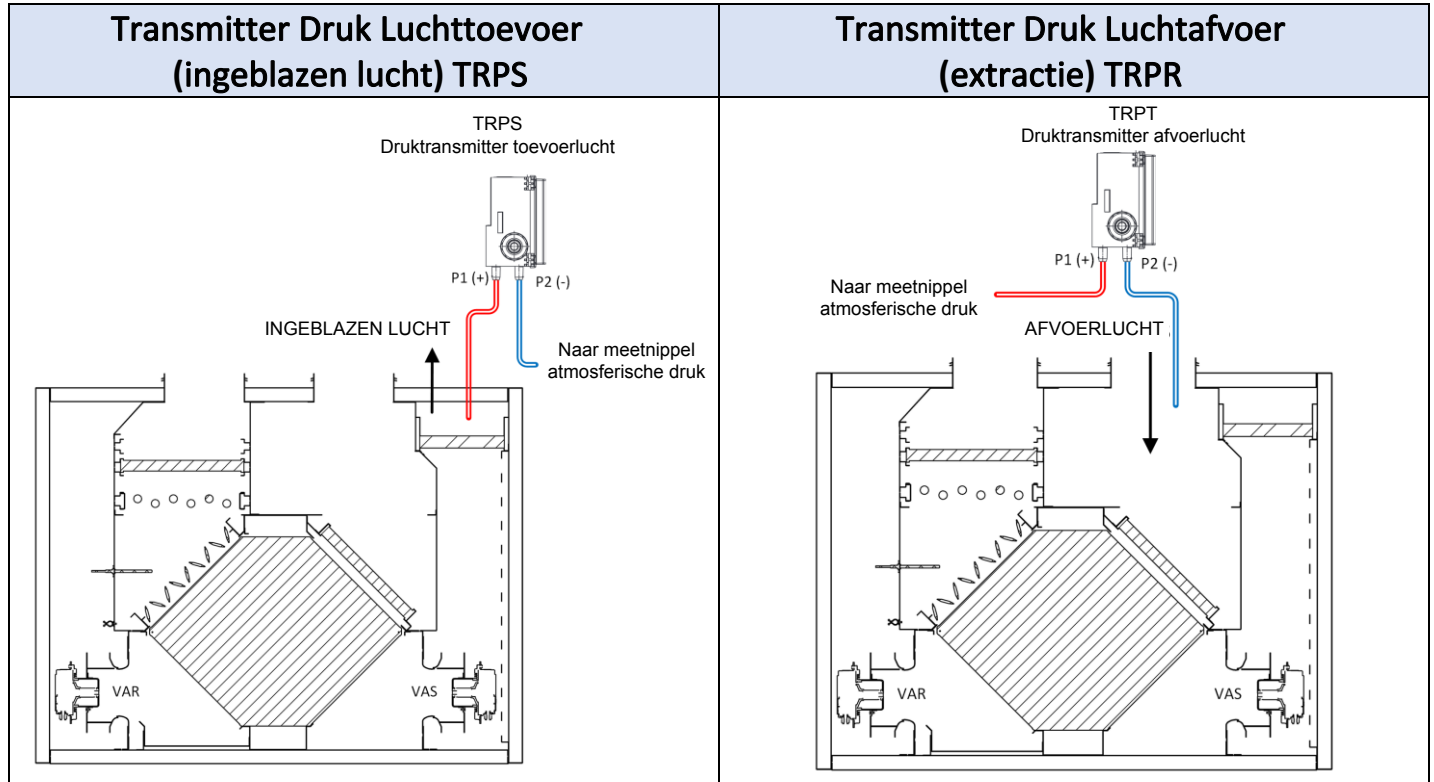 Transmitter Druk Luchttoevoer
(ingeblazen lucht) TRPS
Transmitter Druk Luchtafvoer
(extractie) TRPR
TRPS
Druktransmitter toevoerlucht
P1 (+)
P2 (-)
INGEBLAZEN LUCHT
Naar meetnippel
atmosferische druk
VAR
VAS
TRPT
Druktransmitter afvoerlucht
P1 (+)
P2 (-)
Naar meetnippel
atmosferische druk
AFVOERLUCHT
VAR
VAS